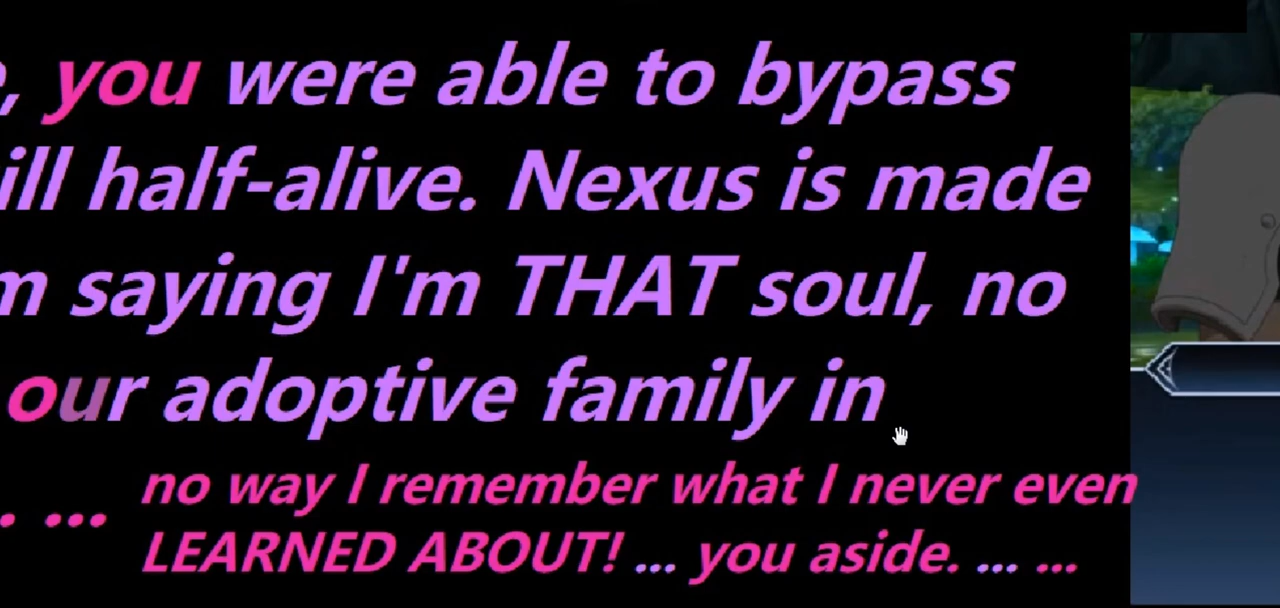 , you were able to bypass
ill half-alive. Nexus is made
m saying I'm THAT soul, no
our adoptive family in
. ... no way I remember what I never even
LEARNED ABOUT! ... you aside. ... ...